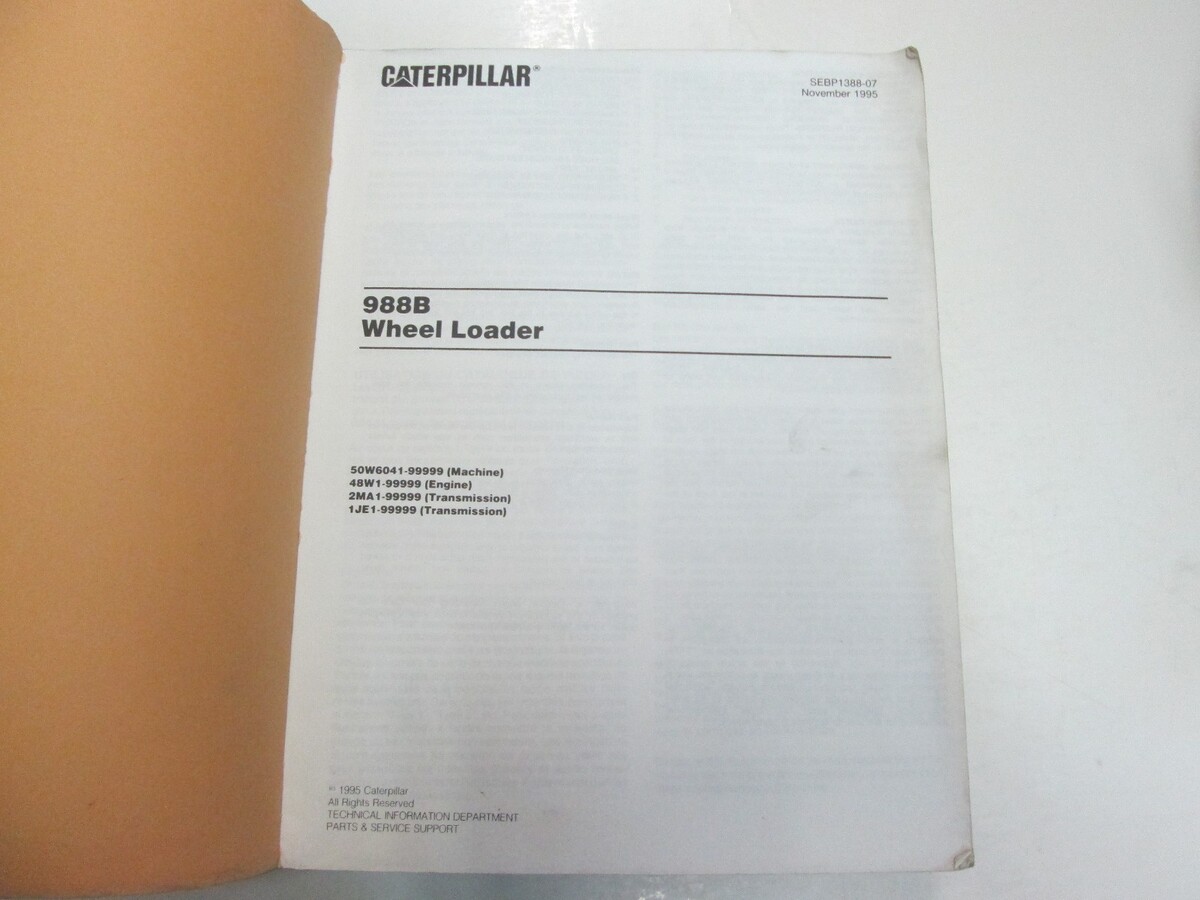 CATERPILLAR®
SEBP1388-07
November 1995
988B
Wheel Loader
50W6041-99999 (Machine)
48W1-99999 (Engine)
2MA1-99999 (Transmission)
1JE1-99999 (Transmission)
© 1995 Caterpillar
All Rights Reserved
TECHNICAL INFORMATION DEPARTMENT
PARTS & SERVICE SUPPORT